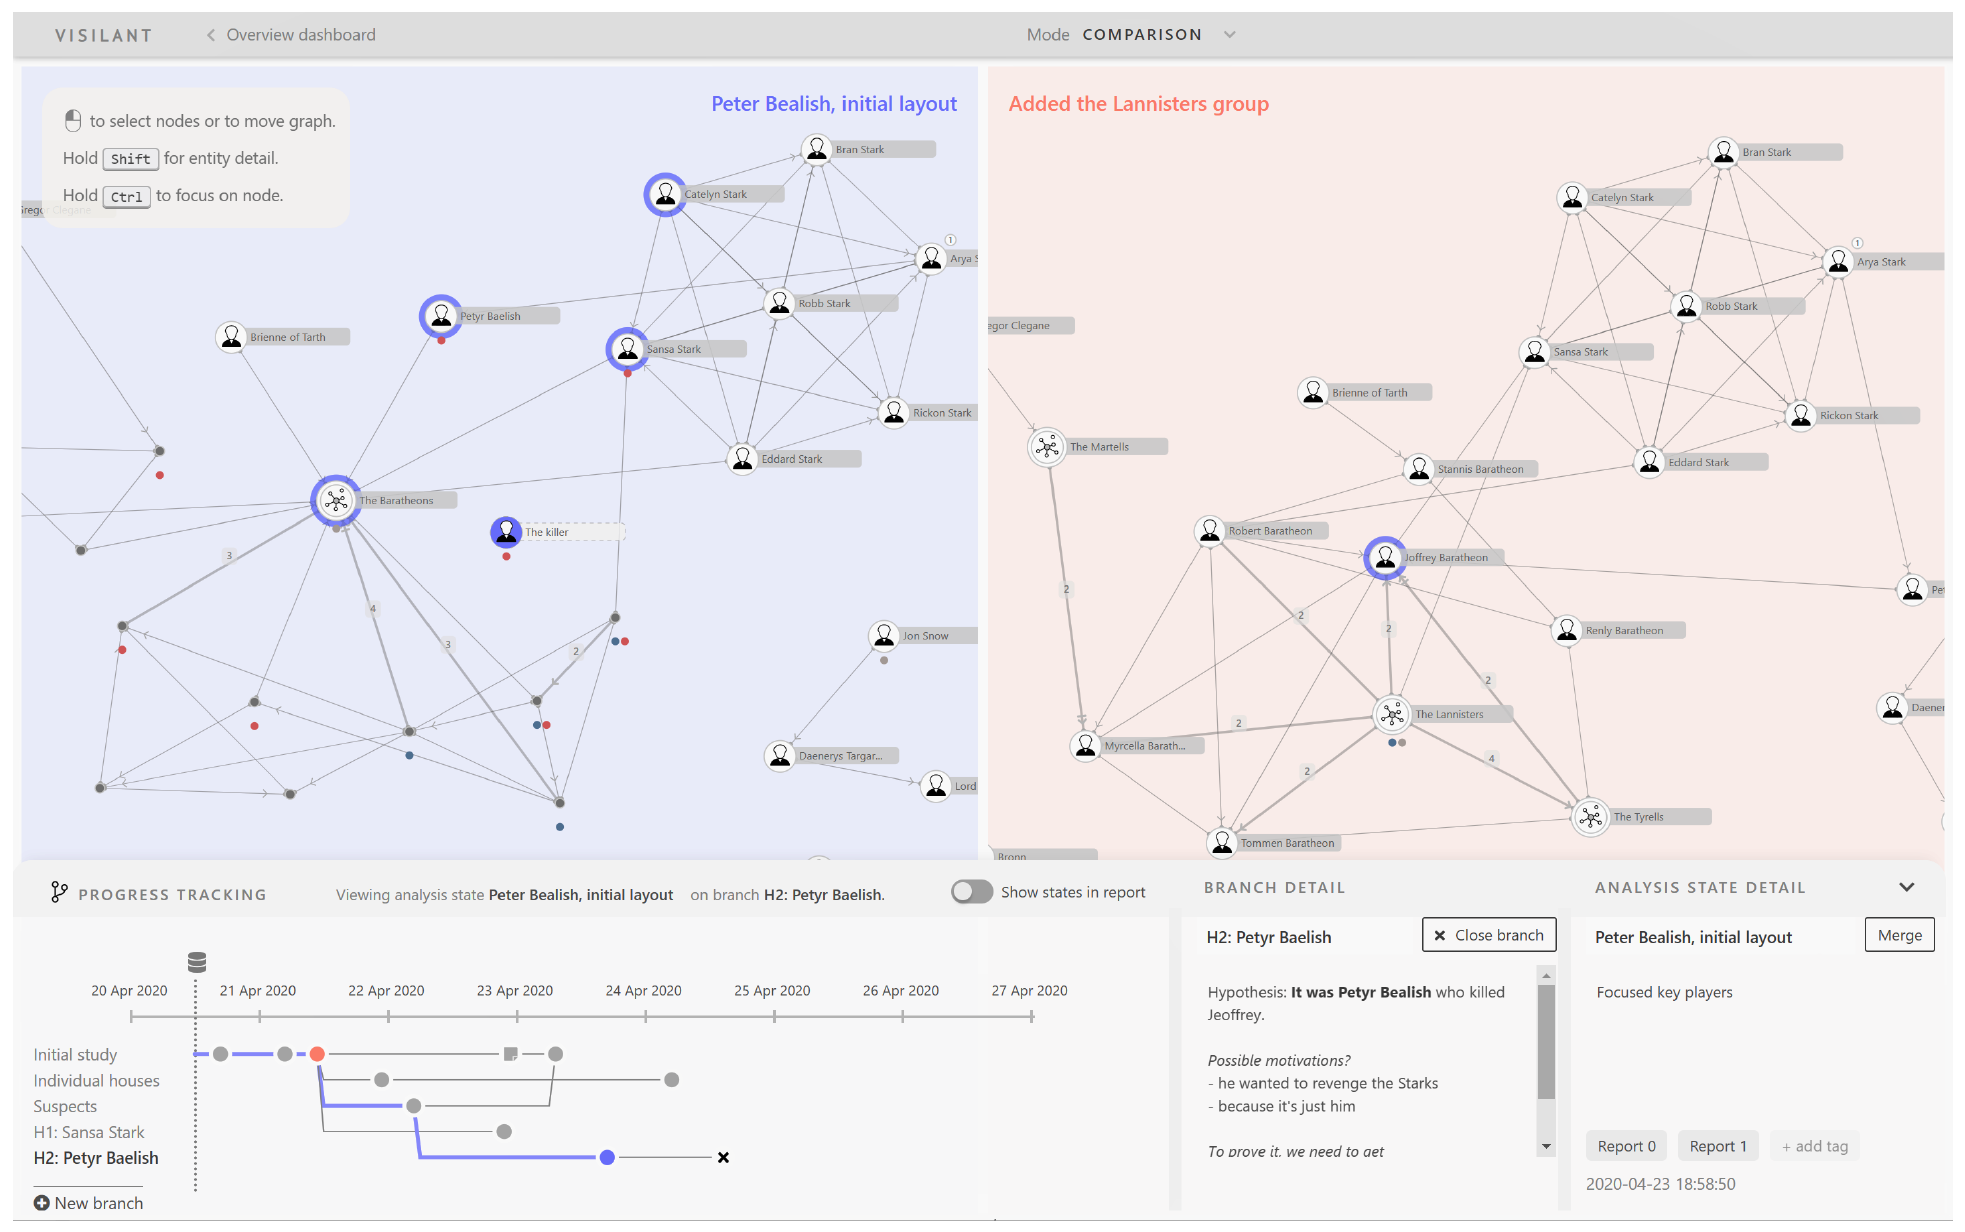 VISILANT
Overview dashboard
Mode COMPARISON
to select nodes or to move graph.
Hold Shift for entity detail.
Hold Ctrl to focus on node.
Gregor Clegane
Peter Bealish, initial layout
Bran Stark
Catelyn Stark
1
Arya S
Robb Stark
Petyr Baelish
Brienne of Tarth
Sansa Stark
Rickon Stark
Eddard Stark
The Baratheons
The killer
3
4
3
2
Jon Snow
Daenerys Targar...
Lord
Added the Lannisters group
Bran Stark
Catelyn Stark
1
Arya Stark
Robb Stark
egor Clegane
Sansa Stark
Brienne of Tarth
Rickon Stark
The Martells
Stannis Baratheon
Eddard Stark
Robert Baratheon
Joffrey Baratheon
2
Pet
2
2
Renly Baratheon
2
Daener
The Lannisters
2
Myrcella Barath...
4
2
The Tyrells
Tommen Baratheon
Bronn
PROGRESS TRACKING
Viewing analysis state Peter Bealish, initial layout on branch H2: Petyr Baelish.
Show states in report
20 Apr 2020 21 Apr 2020 22 Apr 2020 23 Apr 2020 24 Apr 2020 25 Apr 2020 26 Apr 2020 27 Apr 2020
Initial study
Individual houses
Suspects
H1: Sansa Stark
H2: Petyr Baelish
New branch
BRANCH DETAIL
H2: Petyr Baelish
Close branch
Hypothesis: It was Petyr Bealish who killed
Jeoffrey.
Possible motivations?
- he wanted to revenge the Starks
- because it's just him
To prove it, we need to get
ANALYSIS STATE DETAIL
Peter Bealish, initial layout
Merge
Focused key players
Report 0 Report 1 + add tag
2020-04-23 18:58:50